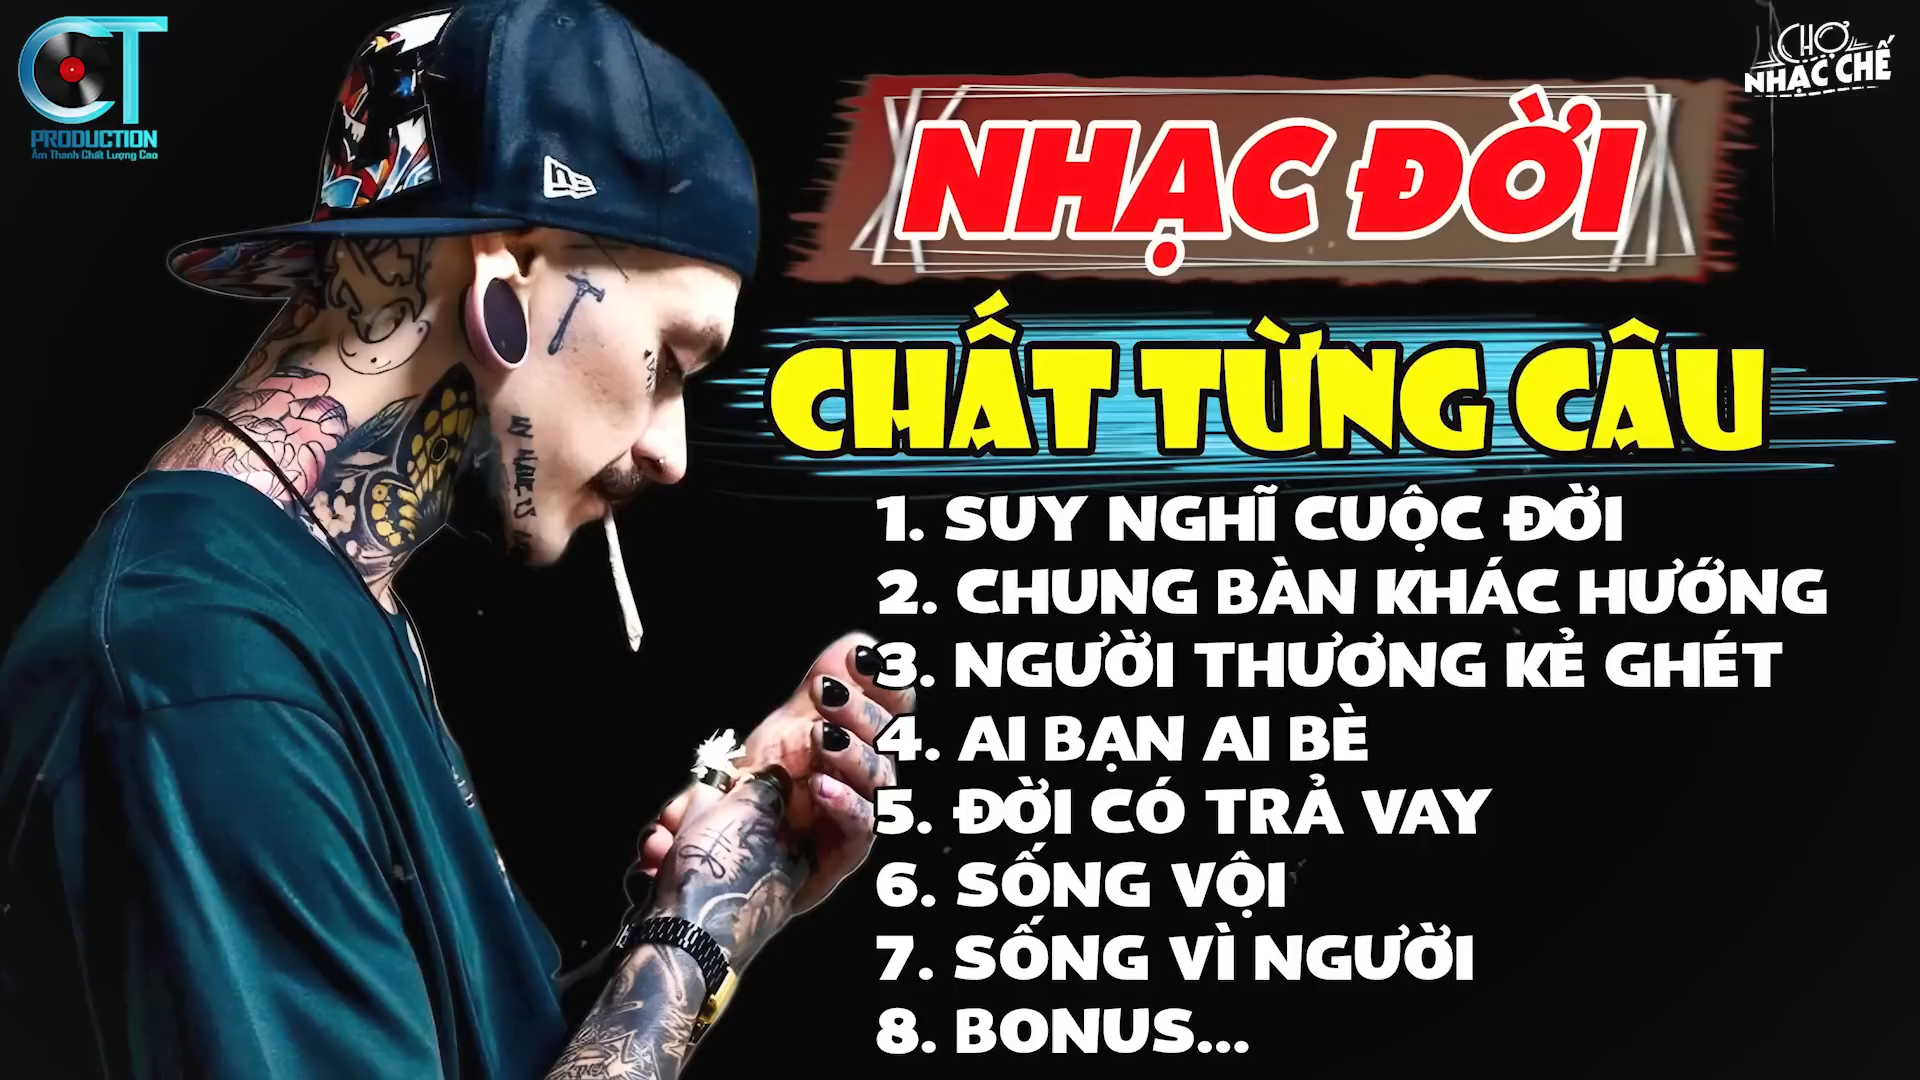 CT
PRODUCTION
Âm Thanh Chất Lượng Cao
CHỢ
NHẠC CHẾ
NHẠC ĐỜI
CHẤT TỪNG CÂU
1. SUY NGHĨ CUỘC ĐỜI
2. CHUNG BÀN KHÁC HƯỚNG
3. NGƯỜI THƯƠNG KẺ GHÉT
4. AI BẠN AI BÈ
5. ĐỜI CÓ TRẢ VAY
6. SỐNG VỘI
7. SỐNG VÌ NGƯỜI
8. BONUS...